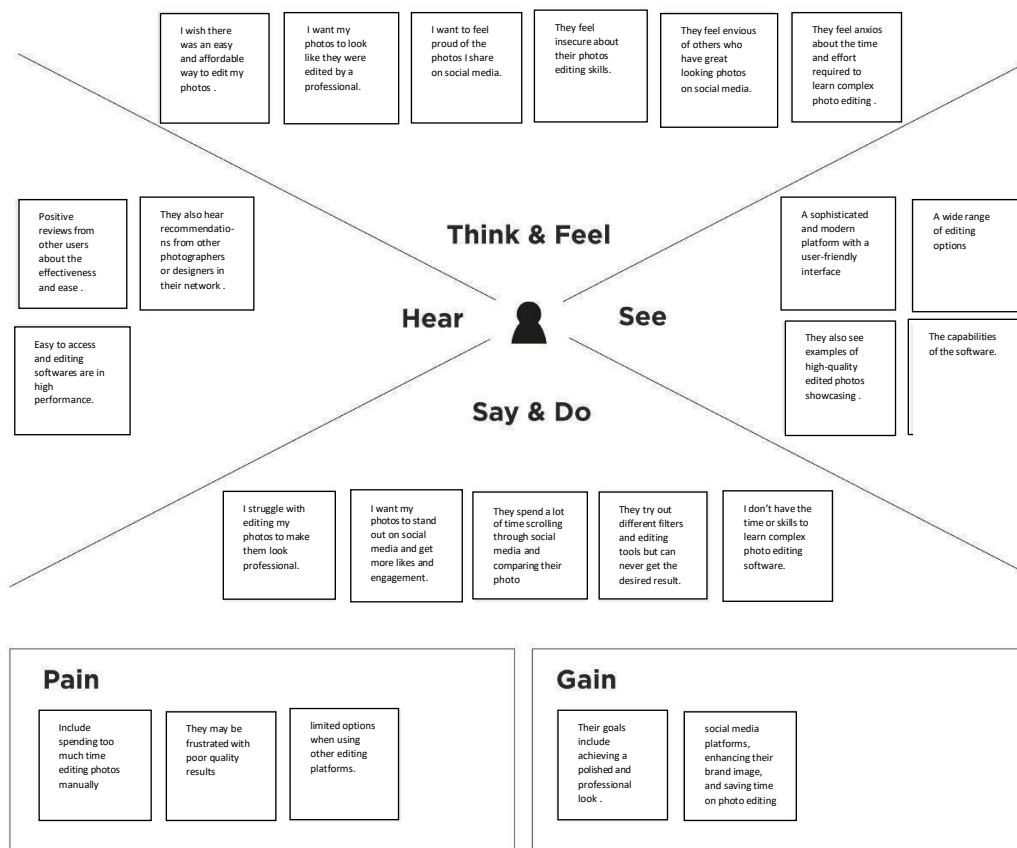 I wish there
was an easy
and affordable
way to edit my
photos .
I want my
photos to look
like they were
edited by a
professional.
I want to feel
proud of the
photos I share
on social media.
They feel
insecure about
their photos
editing skills.
They feel envious
of others who
have great
looking photos
on social media.
They feel anxios
about the time
and effort
required to
learn complex
photo editing .
Think & Feel
Positive
reviews from
other users
about the
effectiveness
and ease .
They also hear
recommendatio-
ns from other
photographers
or designers in
their network .
Easy to access
and editing
softwares are in
high
performance.
Hear
See
A sophisticated
and modern
platform with a
user-friendly
interface
A wide range
of editing
options
They also see
examples of
high-quality
edited photos
showcasing .
The capabilities
of the software.
Say & Do
I struggle with
editing my
photos to make
them look
professional.
I want my
photos to stand
out on social
media and get
more likes and
engagement.
They spend a lot
of time scrolling
through social
media and
comparing their
photo
They try out
different filters
and editing
tools but can
never get the
desired result.
I don't have the
time or skills to
learn complex
photo editing
software.
Pain
Include
spending too
much time
editing photos
manually
They may be
frustrated with
poor quality
results
limited options
when using
other editing
platforms.
Gain
Their goals
include
achieving a
polished and
professional
look .
social media
platforms,
enhancing their
brand image,
and saving time
on photo editing